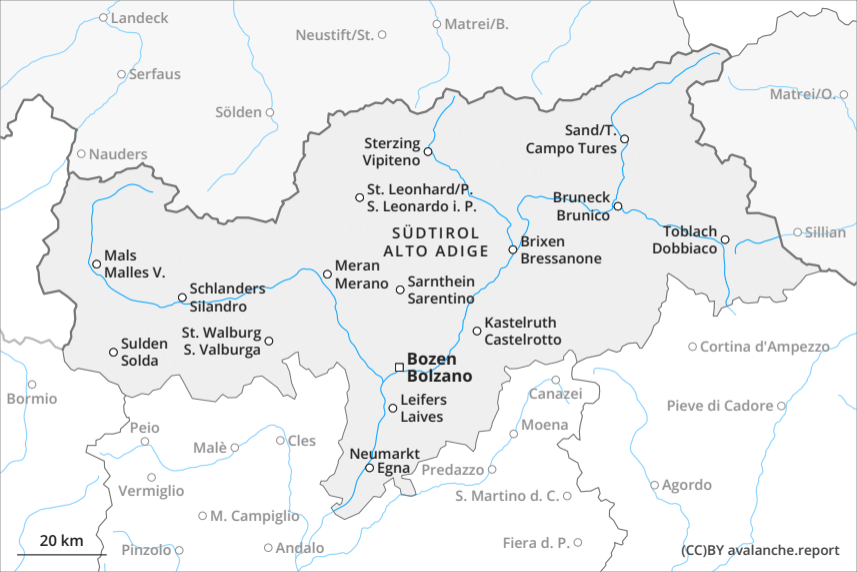 Landeck
Matrei/B.
Neustift/St.
Serfaus
Matrei/O.
Sölden
Sand/T.
Campo Tures
Sterzing
Vipiteno
Nauders
St. Leonhard/P.
S. Leonardo i. P.
Bruneck
Brunico
SÜDTIROL
ALTO ADIGE
Toblach
Dobbiaco
Sillian
Brixen
Bressanone
Mals
Malles V.
Meran
Merano
Sarnthein
Sarentino
Schlanders
Silandro
Kastelruth
Castelrotto
St. Walburg
S. Valburga
Sulden
Solda
Cortina d'Ampezzo
Bozen
Bolzano
Bormio
Canazei
Leifers
Laives
Pieve di Cadore
Peio
Moena
Malè
Cles
Neumarkt
Egna
Predazzo
Vermiglio
Agordo
S. Martino d. C.
M. Campiglio
20 km
Pinzolo
Andalo
Fiera d. P.
(CC)BY avalanche.report